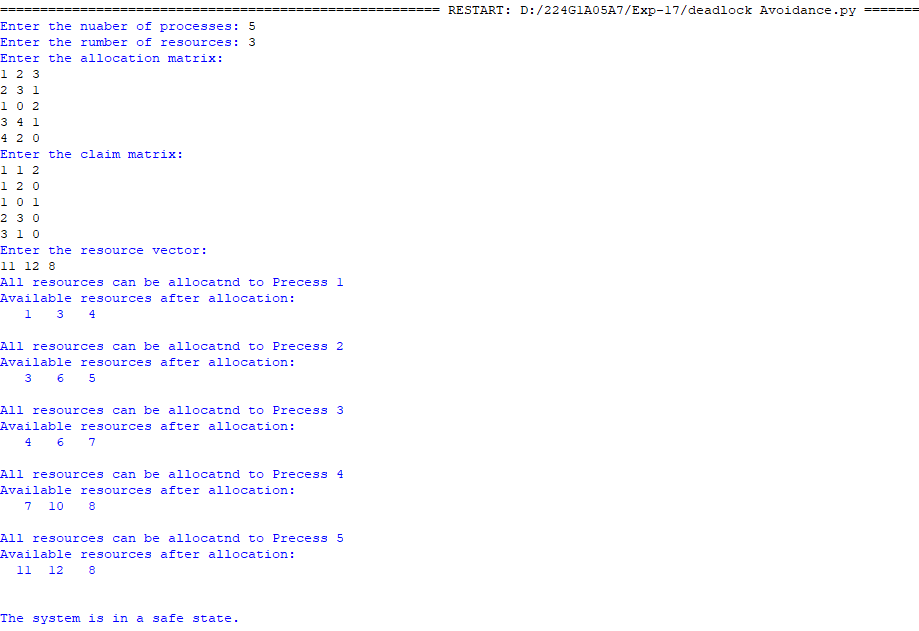 ======================================================= RESTART: D:/224G1A05A7/Exp-17/deadlock Avoidance.py =======
Enter the nuaber of processes: 5
Enter the rumber of resources: 3
Enter the allocation matrix:
1 2 3
2 3 1
1 0 2
3 4 1
4 2 0
Enter the claim matrix:
1 1 2
1 2 0
1 0 1
2 3 0
3 1 0
Enter the resource vector:
11 12 8
All resources can be allocatnd to Precess 1
Available resources after allocation:
   1   3   4
All resources can be allocatnd to Precess 2
Available resources after allocation:
   3   6   5
All resources can be allocatnd to Precess 3
Available resources after allocation:
   4   6   7
All resources can be allocatnd to Precess 4
Available resources after allocation:
   7  10   8
All resources can be allocatnd to Precess 5
Available resources after allocation:
  11  12   8
The system is in a safe state.